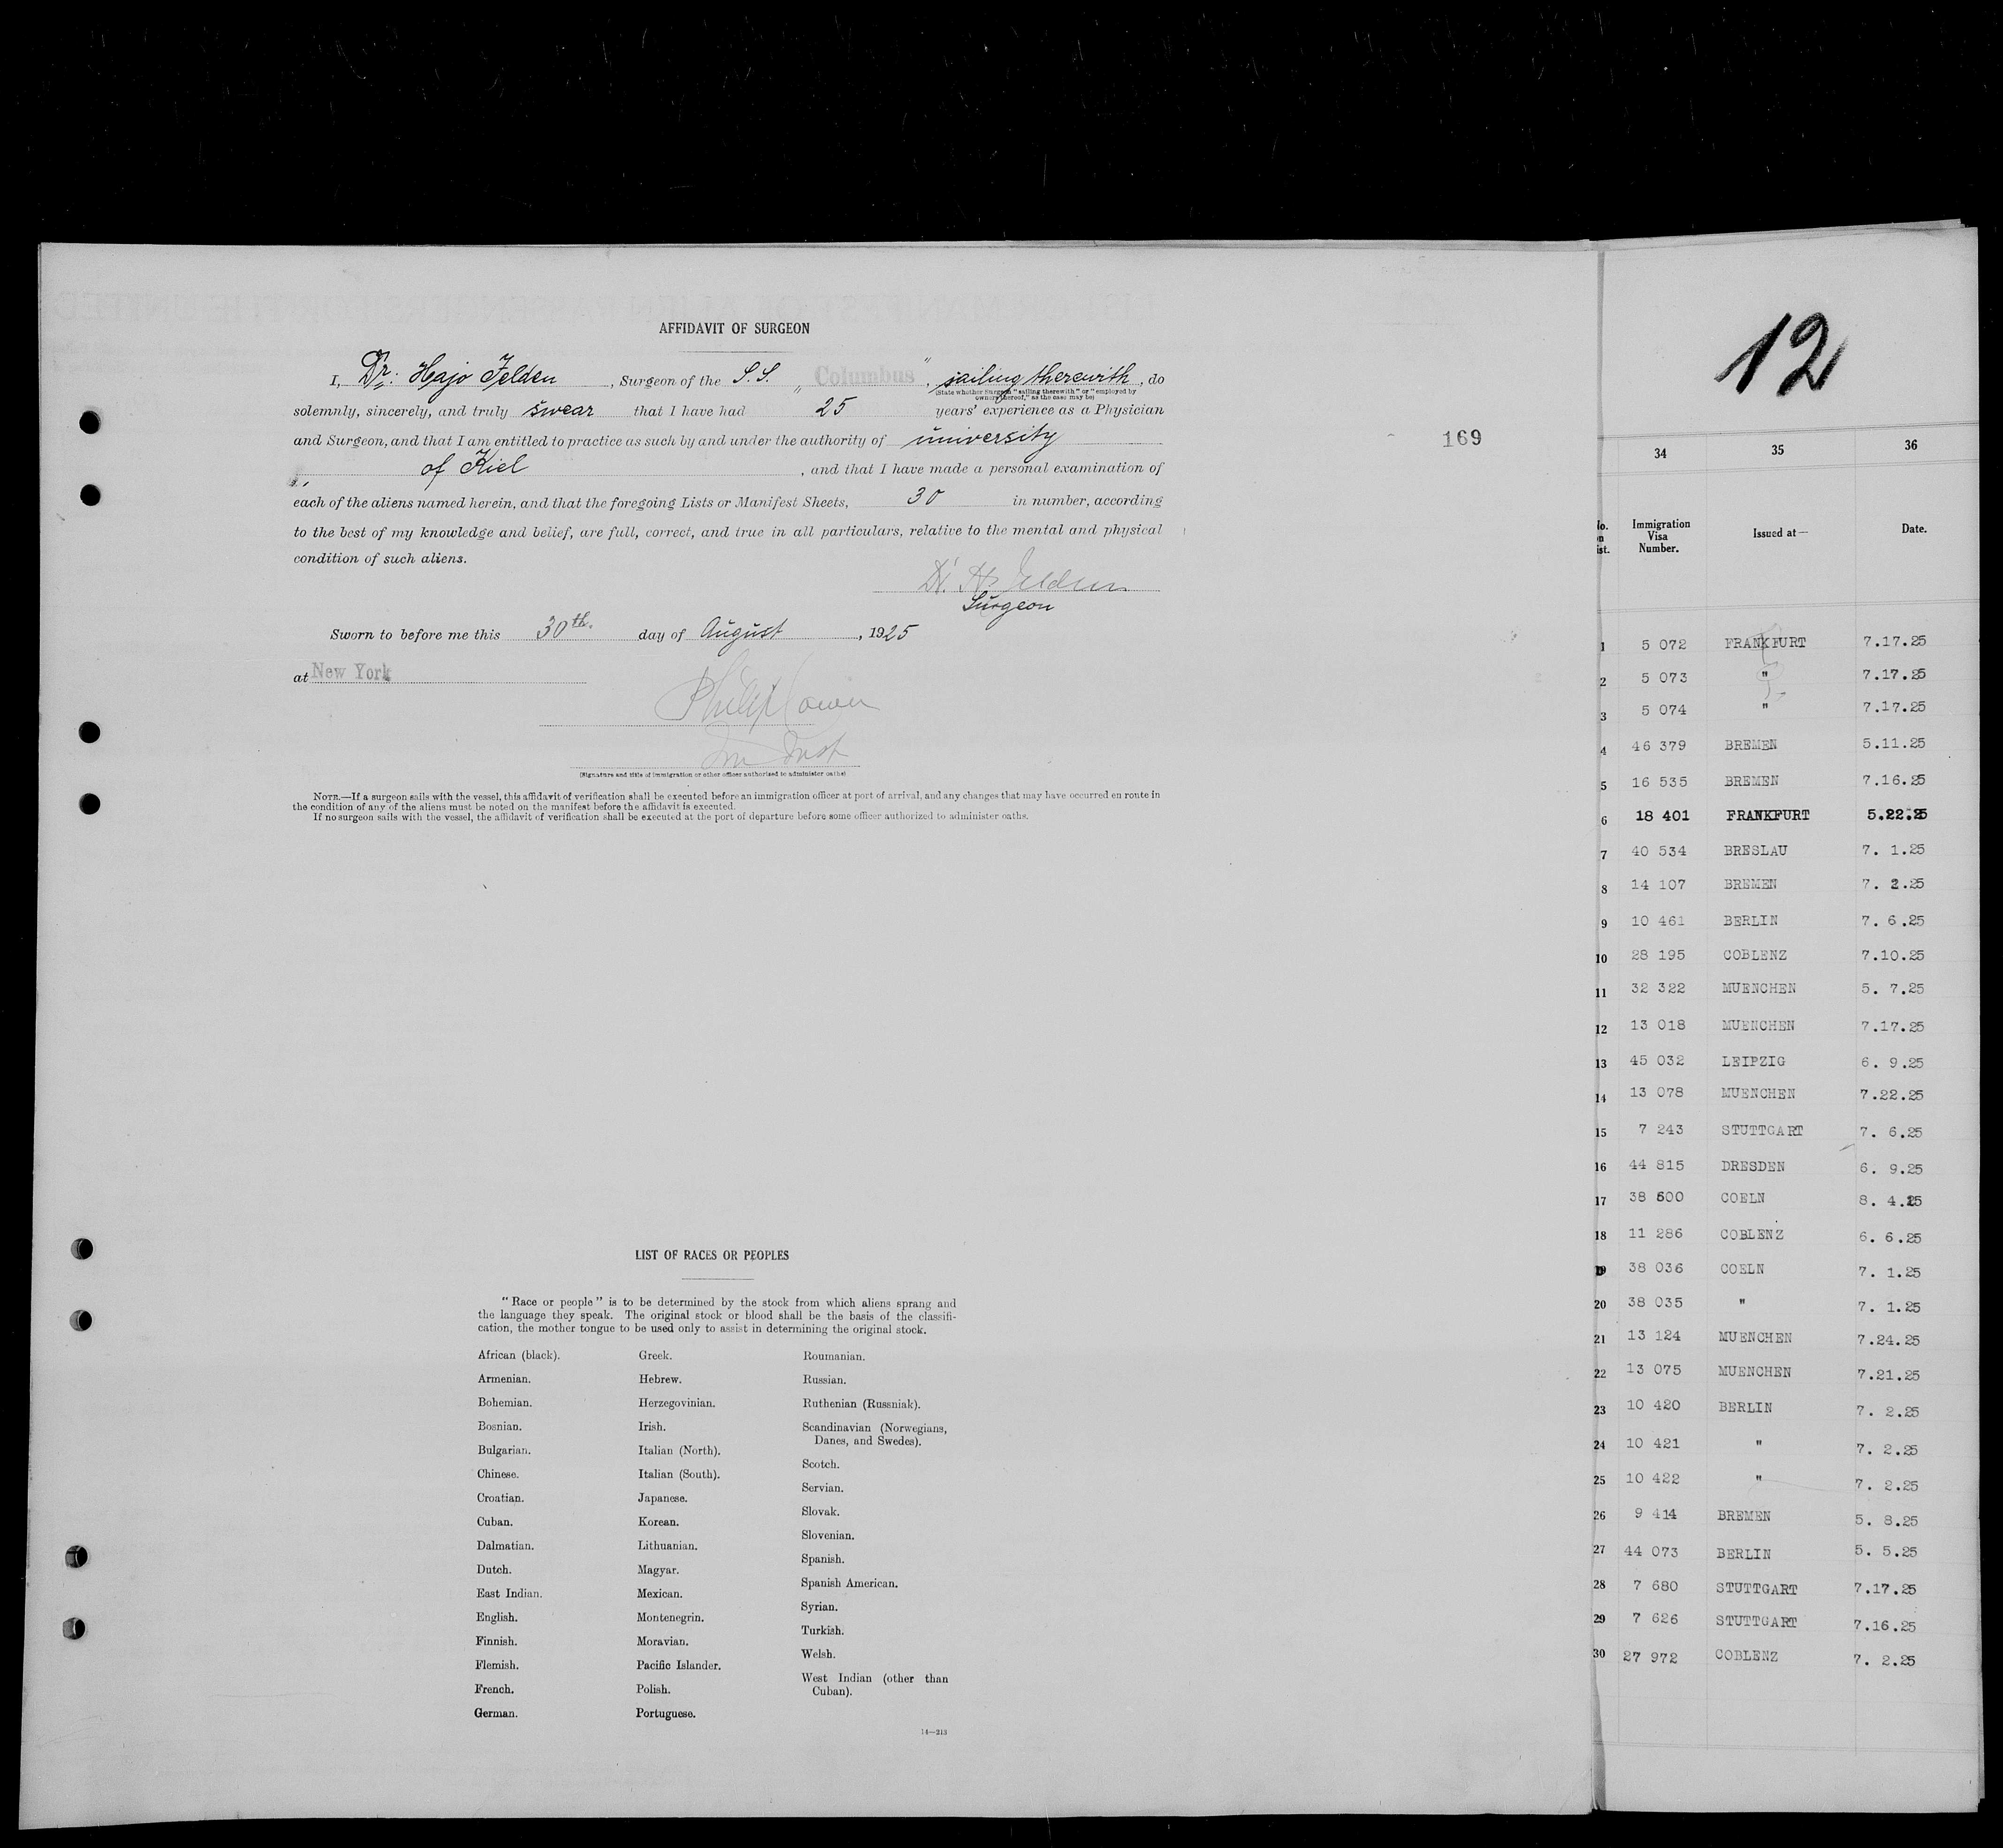 AFFIDAVIT OF SURGEON
I, Dr. Hajo Felden, Surgeon of the S.S. „ Columbus ", sailing therewith, do
(State whether Surgeon "sailing therewith" or "employed by
owners thereof," as the case may be)
solemnly, sincerely, and truly swear that I have had 25 years' experience as a Physician
and Surgeon, and that I am entitled to practice as such by and under the authority of university
of Kiel, and that I have made a personal examination of
each of the aliens named herein, and that the foregoing Lists or Manifest Sheets, 30 in number, according
to the best of my knowledge and belief, are full, correct, and true in all particulars, relative to the mental and physical
condition of such aliens.
Dr. H. Felden
Surgeon
Sworn to before me this 30th. day of August, 1925
at New York
(Signature and title of immigration or other officer authorized to administer oaths)
NOTE.—If a surgeon sails with the vessel, this affidavit of verification shall be executed before an immigration officer at port of arrival, and any changes that may have occurred en route in
the condition of any of the aliens must be noted on the manifest before the affidavit is executed.
If no surgeon sails with the vessel, the affidavit of verification shall be executed at the port of departure before some officer authorized to administer oaths.
169
LIST OF RACES OR PEOPLES
"Race or people" is to be determined by the stock from which aliens sprang and
the language they speak. The original stock or blood shall be the basis of the classifi-
cation, the mother tongue to be used only to assist in determining the original stock.
African (black).
Armenian.
Bohemian.
Bosnian.
Bulgarian.
Chinese.
Croatian.
Cuban.
Dalmatian.
Dutch.
East Indian.
English.
Finnish.
Flemish.
French.
German.
Greek.
Hebrew.
Herzegovinian.
Irish.
Italian (North).
Italian (South).
Japanese.
Korean.
Lithuanian.
Magyar.
Mexican.
Montenegrin.
Moravian.
Pacific Islander.
Polish.
Portuguese.
Roumanian.
Russian.
Ruthenian (Russniak).
Scandinavian (Norwegians,
Danes, and Swedes).
Scotch.
Servian.
Slovak.
Slovenian.
Spanish.
Spanish American.
Syrian.
Turkish.
Welsh.
West Indian (other than
Cuban).
14—213
12
34 35 36
Immigration
Visa
Number.
Issued at—
Date.
1 5 072 FRANKFURT 7.17.25
2 5 073 " 7.17.25
3 5 074 " 7.17.25
4 46 379 BREMEN 5.11.25
5 16 535 BREMEN 7.16.25
6 18 401 FRANKFURT 5.22.25
7 40 534 BRESLAU 7. 1.25
8 14 107 BREMEN 7. 2.25
9 10 461 BERLIN 7. 6.25
10 28 195 COBLENZ 7.10.25
11 32 322 MUENCHEN 5. 7.25
12 13 018 MUENCHEN 7.17.25
13 45 032 LEIPZIG 6. 9.25
14 13 078 MUENCHEN 7.22.25
15 7 243 STUTTGART 7. 6.25
16 44 815 DRESDEN 6. 9.25
17 38 600 COELN 8. 4.25
18 11 286 COBLENZ 6. 6.25
19 38 036 COELN 7. 1.25
20 38 035 " 7. 1.25
21 13 124 MUENCHEN 7.24.25
22 13 075 MUENCHEN 7.21.25
23 10 420 BERLIN 7. 2.25
24 10 421 " 7. 2.25
25 10 422 " 7. 2.25
26 9 414 BREMEN 5. 8.25
27 44 073 BERLIN 5. 5.25
28 7 680 STUTTGART 7.17.25
29 7 626 STUTTGART 7.16.25
30 27 972 COBLENZ 7. 2.25